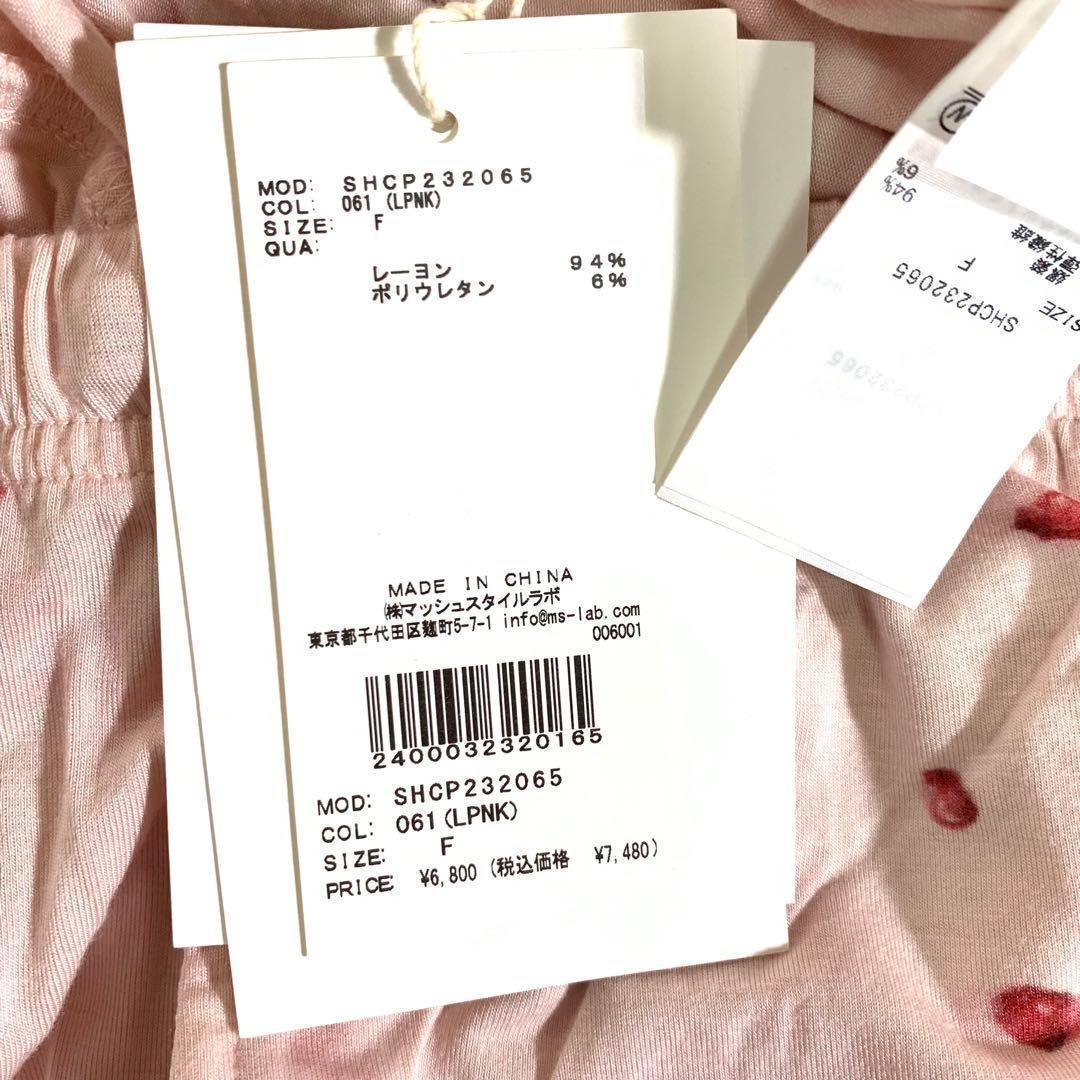 MOD: SHCP232065
COL: 061 (LPNK)
SIZE: F
QUA:
レーヨン 94%
ポリウレタン 6%
MADE IN CHINA
㈱マッシュスタイルラボ
東京都千代田区麹町5-7-1 info@ms-lab.com
006001
2400032320165
MOD: SHCP232065
COL: 061(LPNK)
SIZE: F
PRICE: ¥6,800 (税込価格 ¥7,480)
SIZE F
SHCP232065
94%
6%